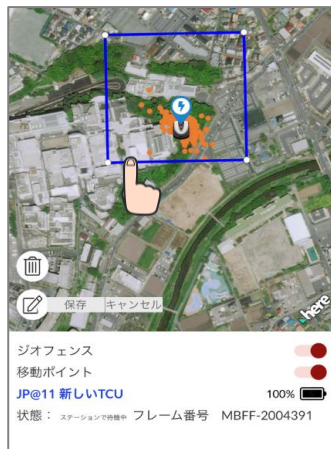 保存 キャンセル
here
ジオフェンス
移動ポイント
JP@11 新しいTCU 100%
状態： ステーションで待機中 フレーム番号 MBFF-2004391